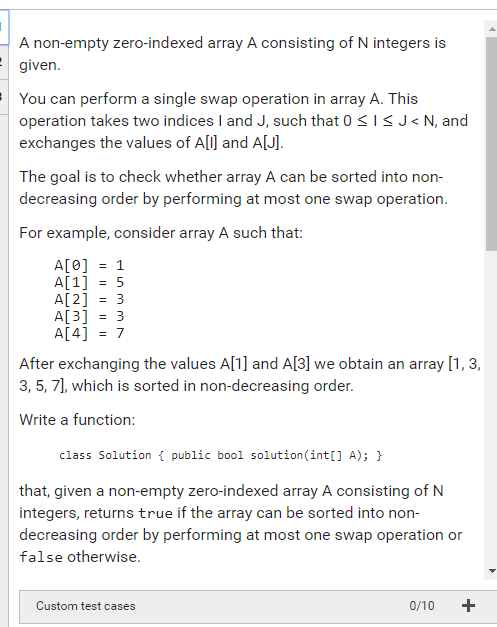 A non-empty zero-indexed array A consisting of N integers is
given.
You can perform a single swap operation in array A. This
operation takes two indices I and J, such that 0 ≤ I ≤ J < N, and
exchanges the values of A[I] and A[J].
The goal is to check whether array A can be sorted into non-
decreasing order by performing at most one swap operation.
For example, consider array A such that:
A[0] = 1
A[1] = 5
A[2] = 3
A[3] = 3
A[4] = 7
After exchanging the values A[1] and A[3] we obtain an array [1, 3,
3, 5, 7], which is sorted in non-decreasing order.
Write a function:
class Solution { public bool solution(int[] A); }
that, given a non-empty zero-indexed array A consisting of N
integers, returns true if the array can be sorted into non-
decreasing order by performing at most one swap operation or
false otherwise.
Custom test cases 0/10 +